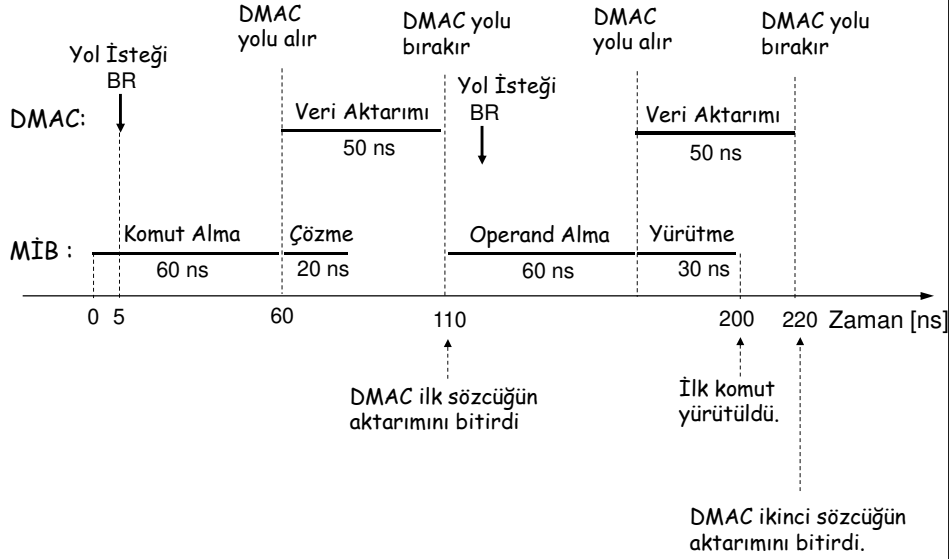 DMAC
yolu alır
DMAC yolu
bırakır
DMAC
yolu alır
DMAC yolu
bırakır
Yol İsteği
BR
Yol İsteği
BR
DMAC:
Veri Aktarımı
50 ns
Veri Aktarımı
50 ns
MİB :
Komut Alma
60 ns
Çözme
20 ns
Operand Alma
60 ns
Yürütme
30 ns
0 5 60 110 200 220 Zaman [ns]
DMAC ilk sözcüğün
aktarımını bitirdi
İlk komut
yürütüldü.
DMAC ikinci sözcüğün
aktarımını bitirdi.